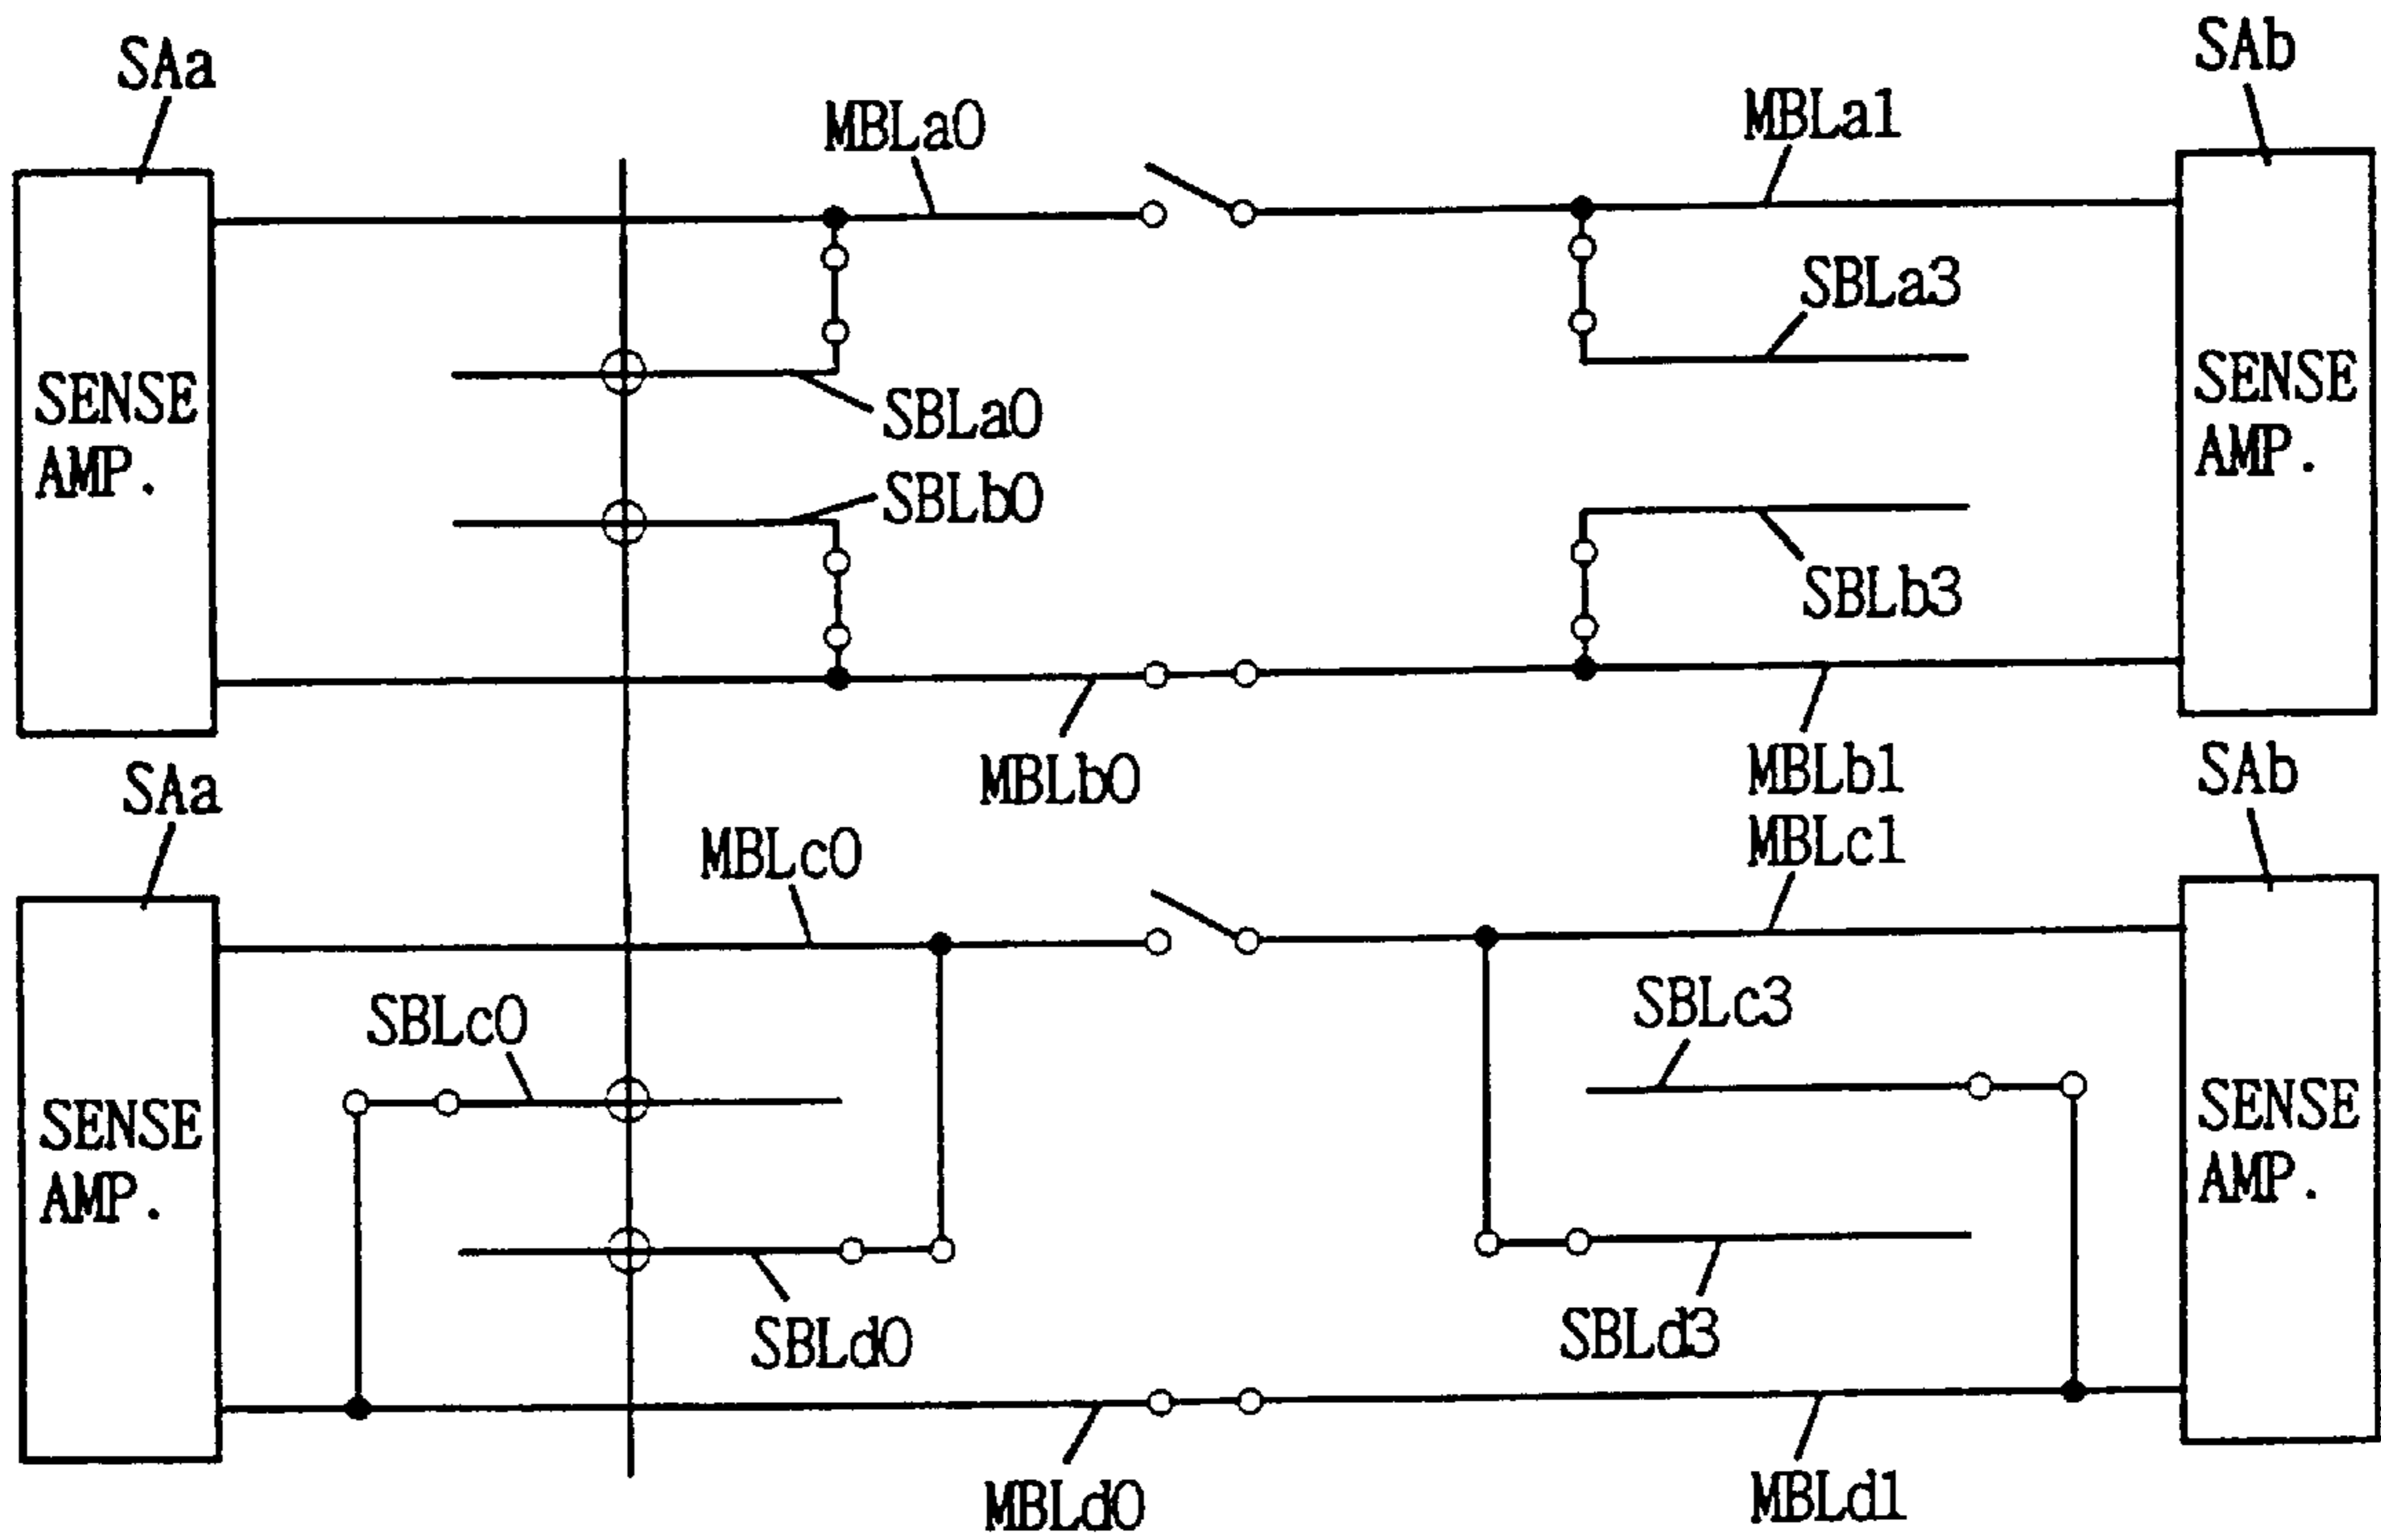 SAa
SAb
MBLa0
MBLa1
SBLa3
SENSE
AMP.
SENSE
AMP.
SBLa0
SBLb0
SBLb3
MBLb0
MBLb1
SAa
SAb
MBLc0
MBLc1
SBLc0
SBLc3
SENSE
AMP.
SENSE
AMP.
SBLd0
SBLd3
MBLd0
MBLd1